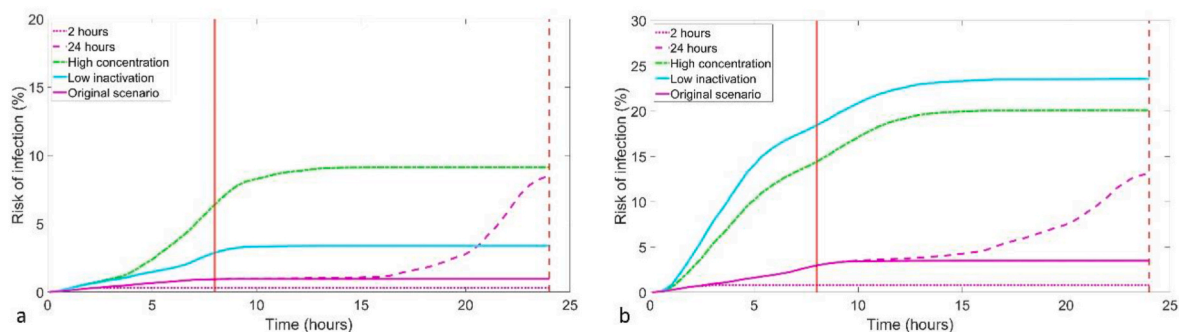 20
15
10
5
0
Risk of infection (%)
2 hours
24 hours
High concentration
Low inactivation
Original scenario
0 5 10 15 20 25
Time (hours)
a
30
25
20
15
10
5
0
Risk of infection (%)
2 hours
24 hours
High concentration
Low inactivation
Original scenario
0 5 10 15 20 25
Time (hours)
b